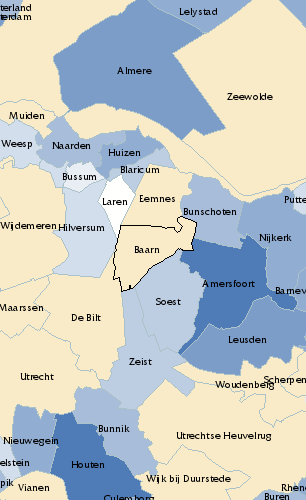 terland
Lelystad
terdam
Almere
Zeewolde
Muiden
Weesp
Naarden
Huizen
Blaricum
Bussum
Laren
Eemnes
Putte
Bunschoten
Wijdemeren
Hilversum
Nijkerk
Baarn
Amersfoort
Barnev
Maarssen
Soest
De Bilt
Leusden
Zeist
Utrecht
Woudenberg
Scherpen
Bunnik
Nieuwegein
Utrechtse Heuvelrug
elstein
Houten
pik
Vianen
Wijk bij Duurstede
Rhene
Culemborg
Buren